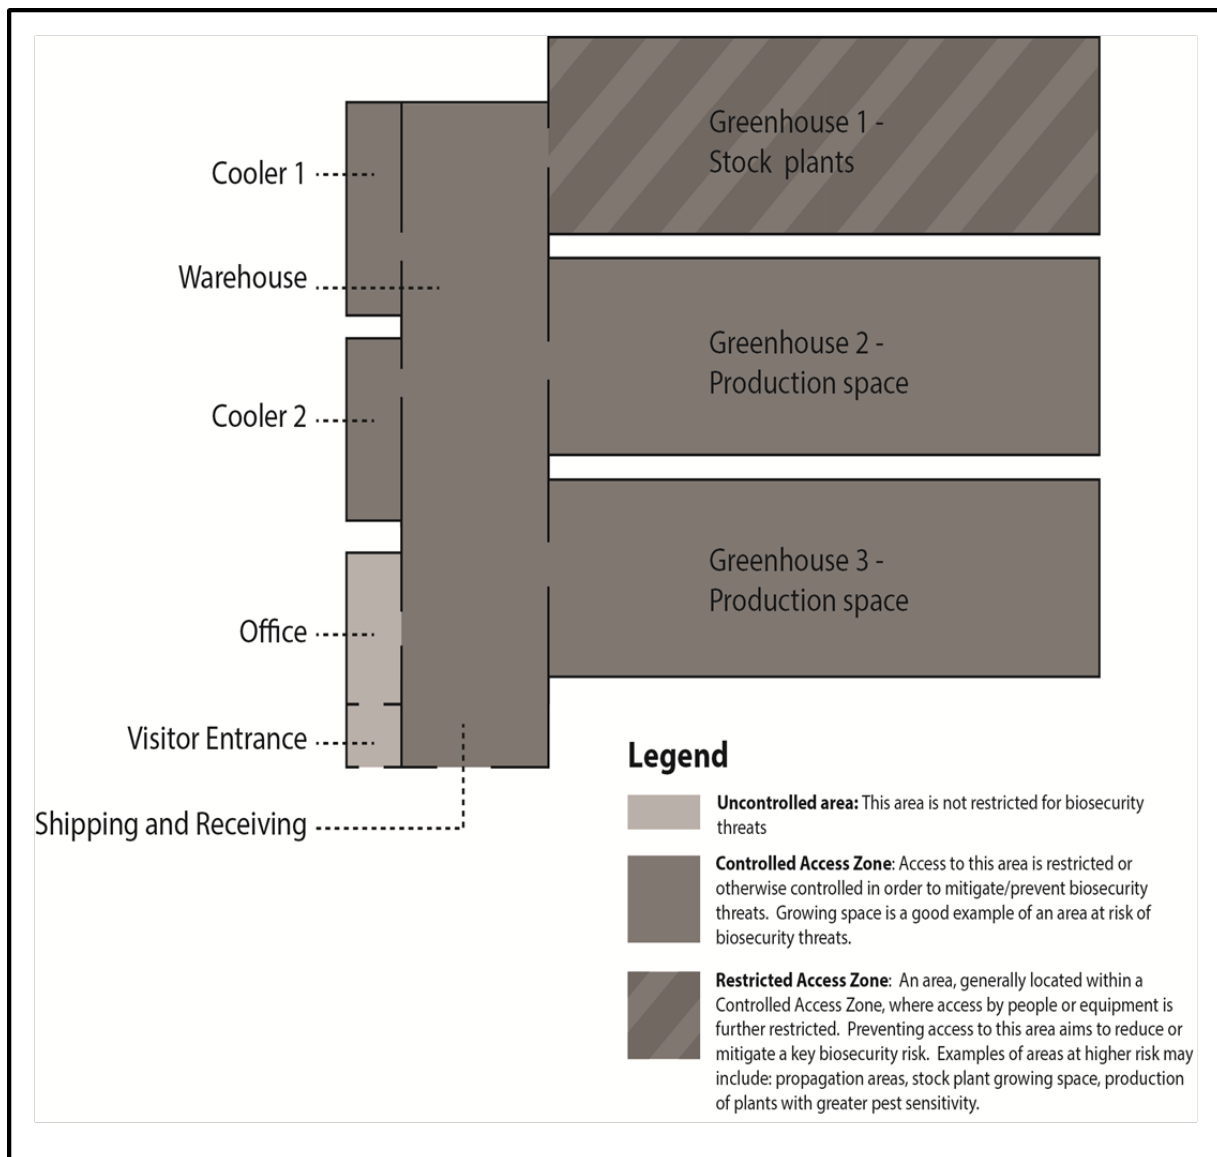 Greenhouse 1 -
Stock plants
Cooler 1
Warehouse
Greenhouse 2 -
Production space
Cooler 2
Greenhouse 3 -
Production space
Office
Visitor Entrance
Shipping and Receiving
Legend
Uncontrolled area: This area is not restricted for biosecurity
threats
Controlled Access Zone: Access to this area is restricted or
otherwise controlled in order to mitigate/prevent biosecurity
threats. Growing space is a good example of an area at risk of
biosecurity threats.
Restricted Access Zone: An area, generally located within a
Controlled Access Zone, where access by people or equipment is
further restricted. Preventing access to this area aims to reduce or
mitigate a key biosecurity risk. Examples of areas at higher risk may
include: propagation areas, stock plant growing space, production
of plants with greater pest sensitivity.